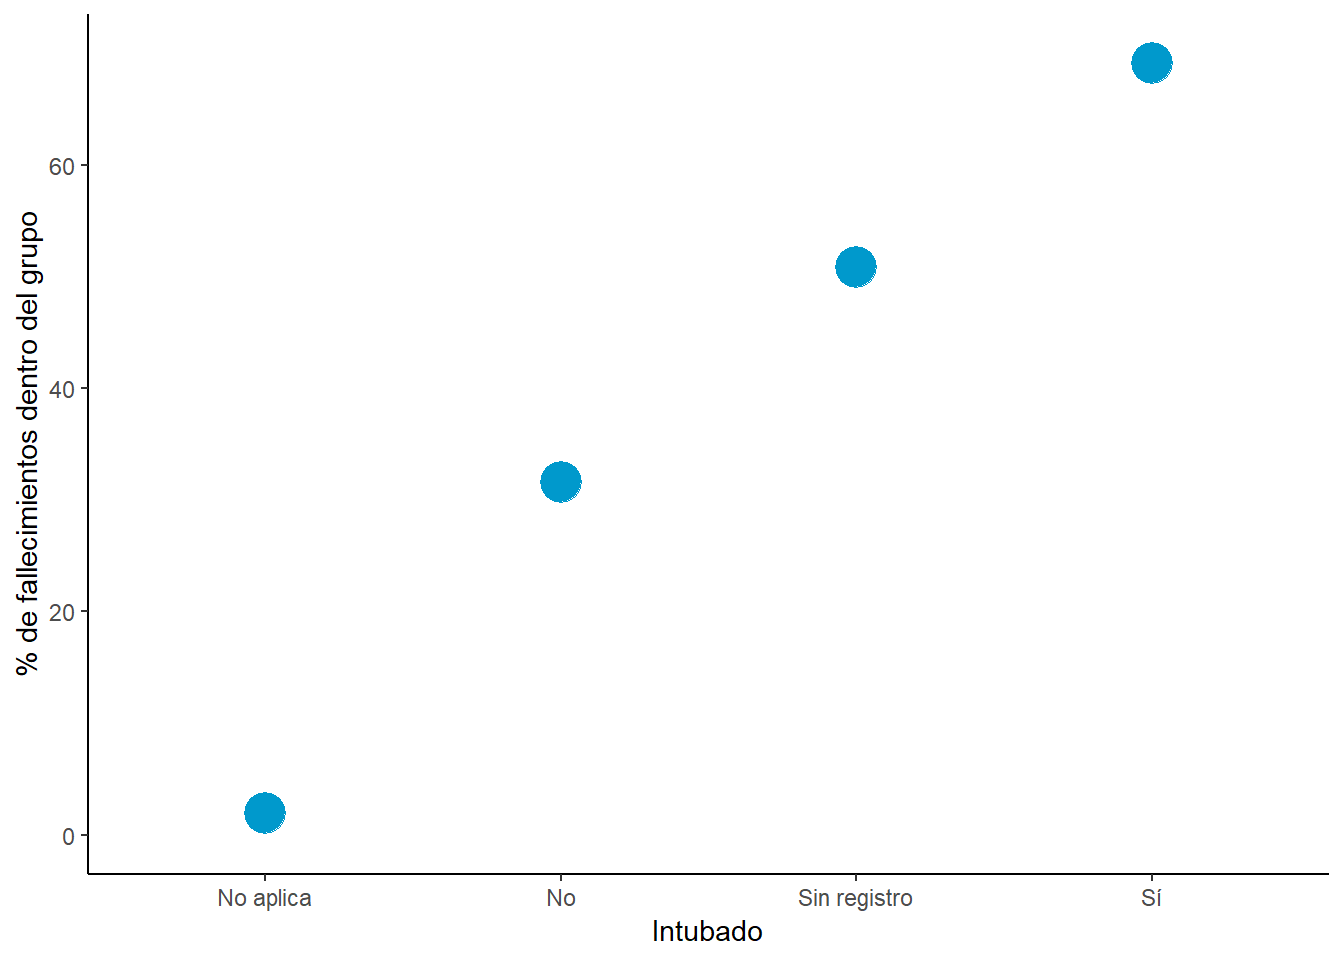 % de fallecimientos dentro del grupo
60
40
20
0
No aplica
No
Sin registro
Sí
Intubado